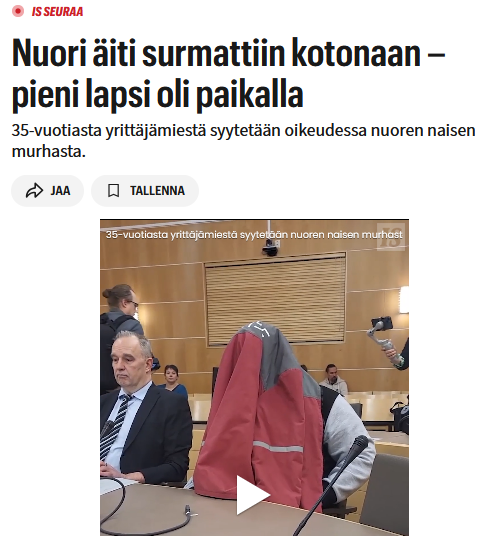 IS SEURAA
Nuori äiti surmattiin kotonaan –
pieni lapsi oli paikalla
35-vuotiasta yrittäjämiestä syytetään oikeudessa nuoren naisen
murhasta.
JAA
TALLENNA
35-vuotiasta yrittäjämiestä syytetään nuoren naisen murhast
IS